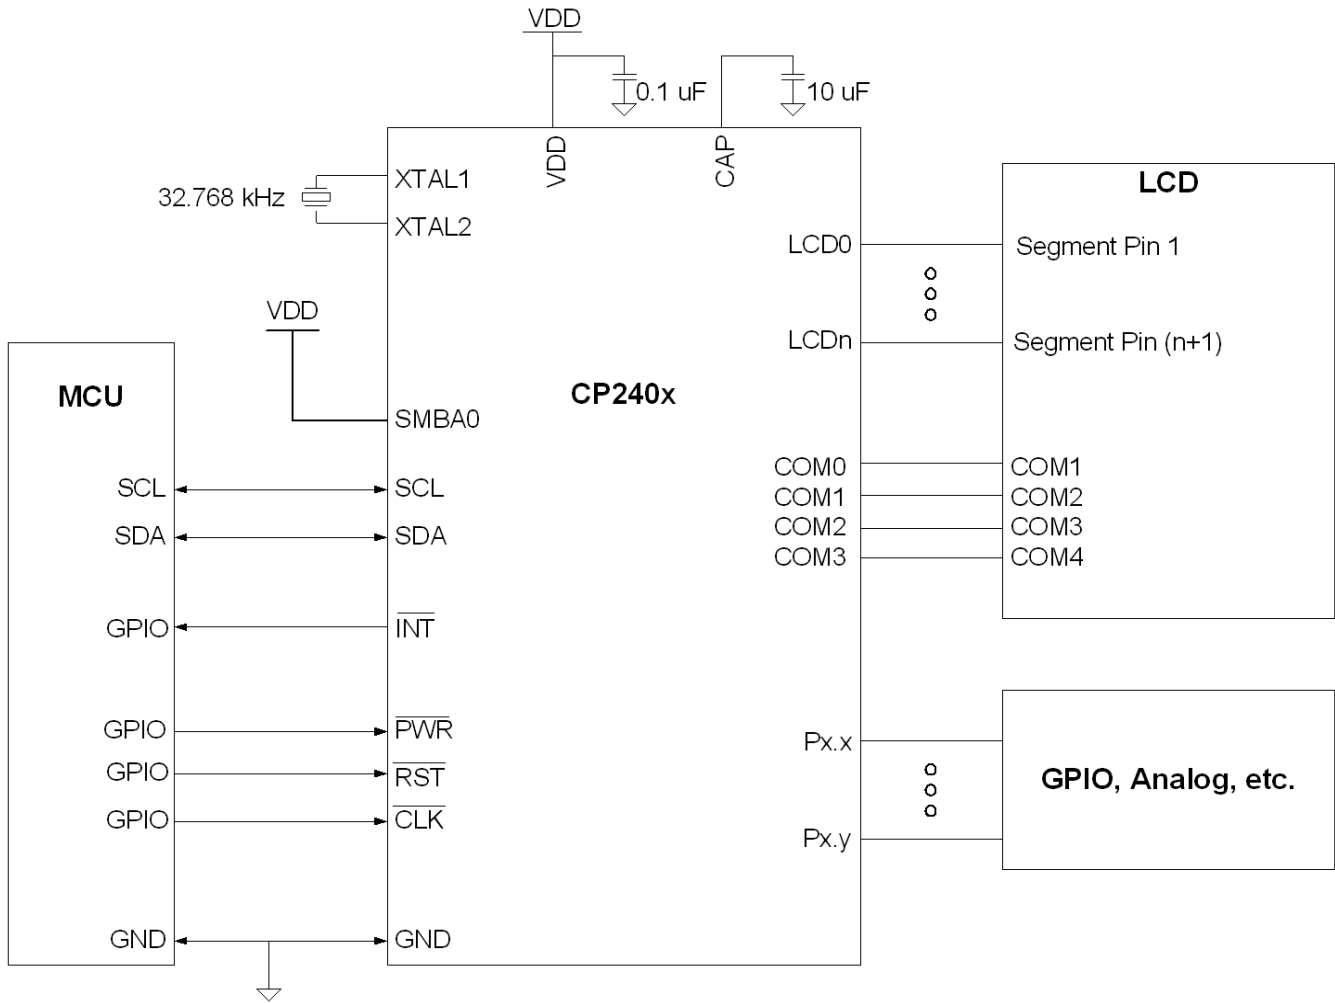 VDD
0.1 uF
10 uF
VDD
CAP
XTAL1
32.768 kHz
XTAL2
LCD
LCD0
Segment Pin 1
VDD
LCDn
Segment Pin (n+1)
MCU
CP240x
SMBA0
COM0
COM1
COM1
COM2
COM2
COM3
COM3
COM4
SCL
SCL
SDA
SDA
GPIO
INT
GPIO
PWR
Px.x
GPIO
RST
GPIO, Analog, etc.
GPIO
CLK
Px.y
GND
GND